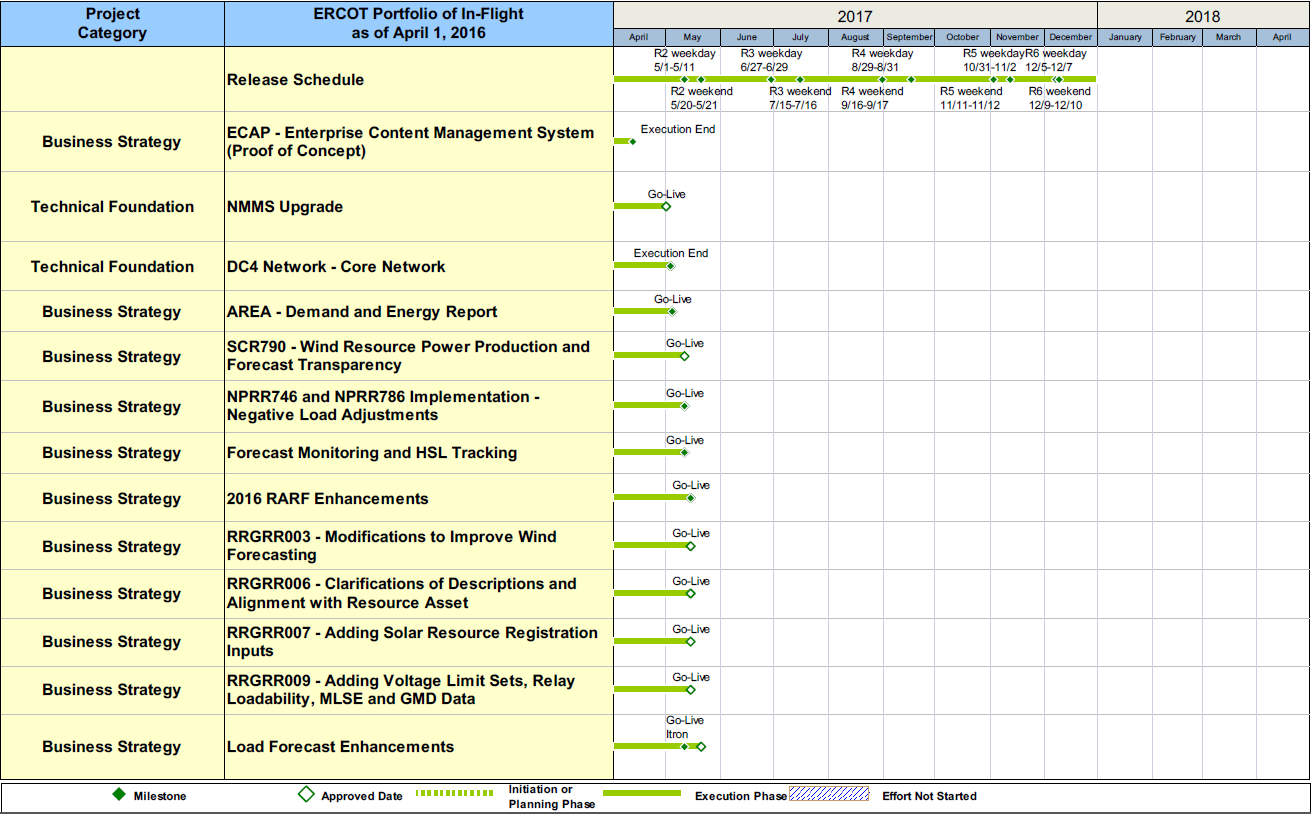 Project
Category
ERCOT Portfolio of In-Flight
as of April 1, 2016
2017
2018
April May June July August September October November December January February March April
Release Schedule
R2 weekday R3 weekday R4 weekday R5 weekday R6 weekday
5/1-5/11 6/27-6/29 8/29-8/31 10/31-11/2 12/5-12/7
R2 weekend R3 weekend R4 weekend R5 weekend R6 weekend
5/20-5/21 7/15-7/16 9/16-9/17 11/11-11/12 12/9-12/10
Business Strategy
ECAP - Enterprise Content Management System
(Proof of Concept)
Execution End
Technical Foundation
NMMS Upgrade
Go-Live
Technical Foundation
DC4 Network - Core Network
Execution End
Business Strategy
AREA - Demand and Energy Report
Go-Live
Business Strategy
SCR790 - Wind Resource Power Production and
Forecast Transparency
Go-Live
Business Strategy
NPRR746 and NPRR786 Implementation -
Negative Load Adjustments
Go-Live
Business Strategy
Forecast Monitoring and HSL Tracking
Go-Live
Business Strategy
2016 RARF Enhancements
Go-Live
Business Strategy
RRGRR003 - Modifications to Improve Wind
Forecasting
Go-Live
Business Strategy
RRGRR006 - Clarifications of Descriptions and
Alignment with Resource Asset
Go-Live
Business Strategy
RRGRR007 - Adding Solar Resource Registration
Inputs
Go-Live
Business Strategy
RRGRR009 - Adding Voltage Limit Sets, Relay
Loadability, MLSE and GMD Data
Go-Live
Business Strategy
Load Forecast Enhancements
Go-Live
Itron
Milestone
Approved Date
Initiation or
Planning Phase
Execution Phase
Effort Not Started